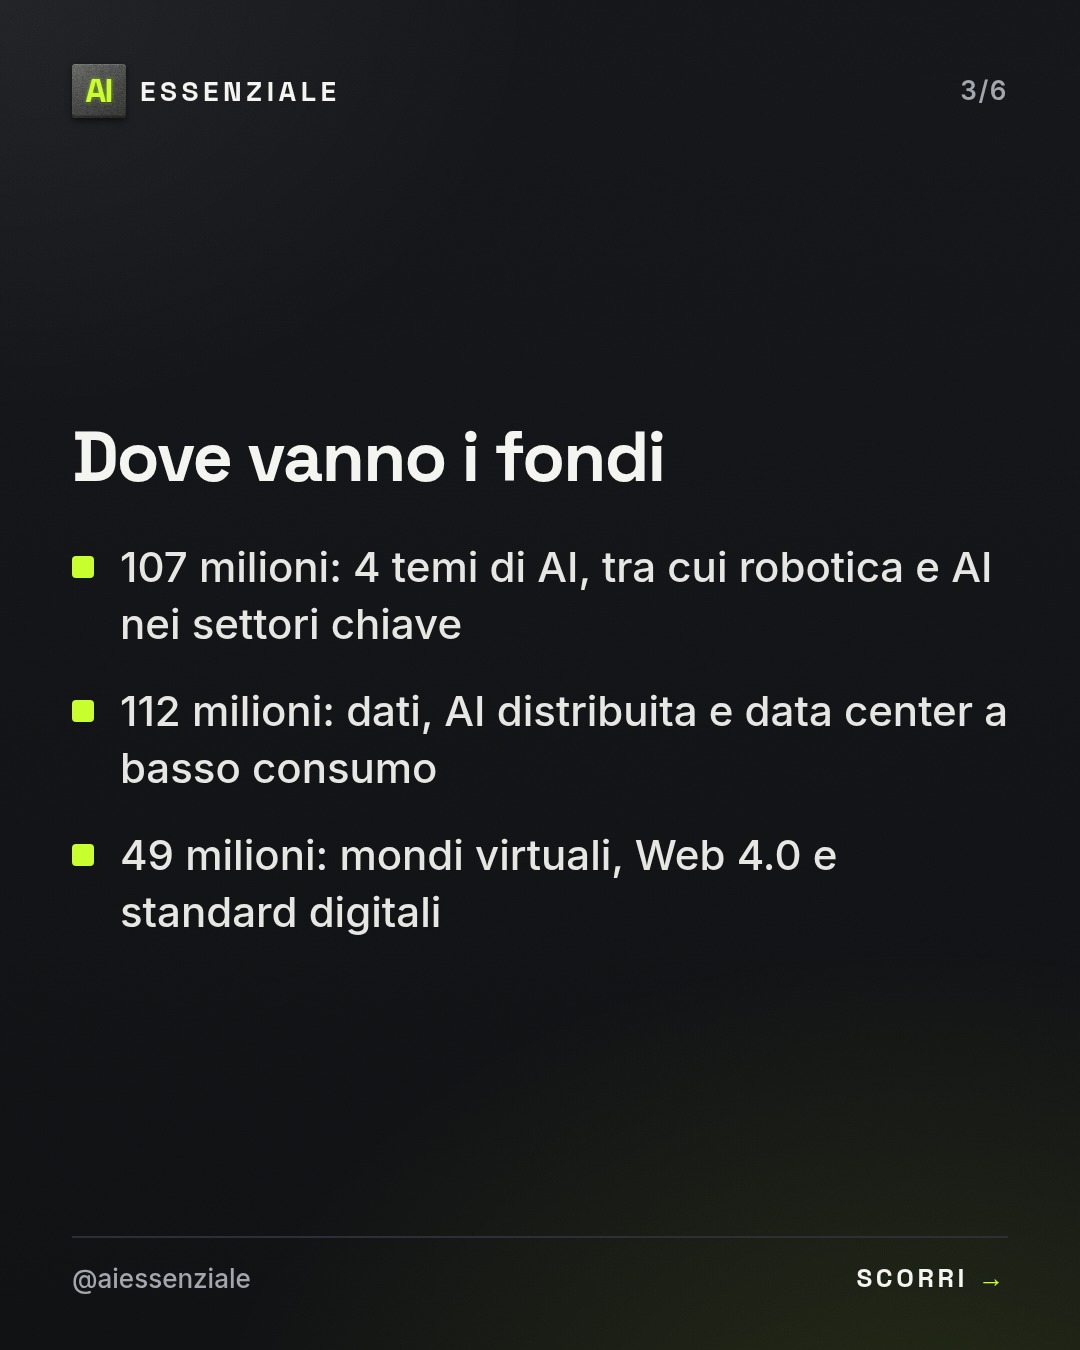 AI ESSENZIALE
3/6
Dove vanno i fondi
107 milioni: 4 temi di AI, tra cui robotica e AI
nei settori chiave
112 milioni: dati, AI distribuita e data center a
basso consumo
49 milioni: mondi virtuali, Web 4.0 e
standard digitali
@aiessenziale
SCORRI →